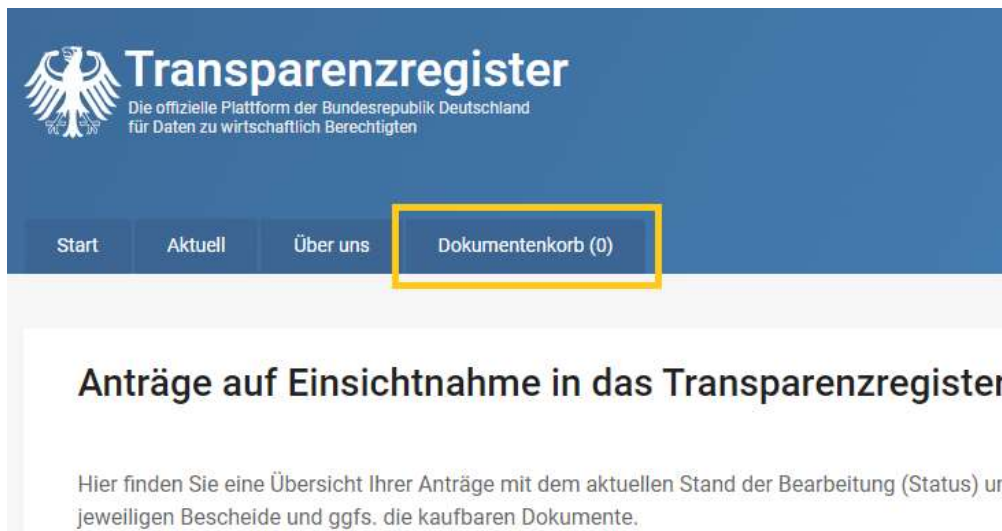 Transparenzregister
Die offizielle Plattform der Bundesrepublik Deutschland
für Daten zu wirtschaftlich Berechtigten
Start Aktuell Über uns Dokumentenkorb (0)
Anträge auf Einsichtnahme in das Transparenzregister
Hier finden Sie eine Übersicht Ihrer Anträge mit dem aktuellen Stand der Bearbeitung (Status)
jeweiligen Bescheide und ggfs. die kaufbaren Dokumente.